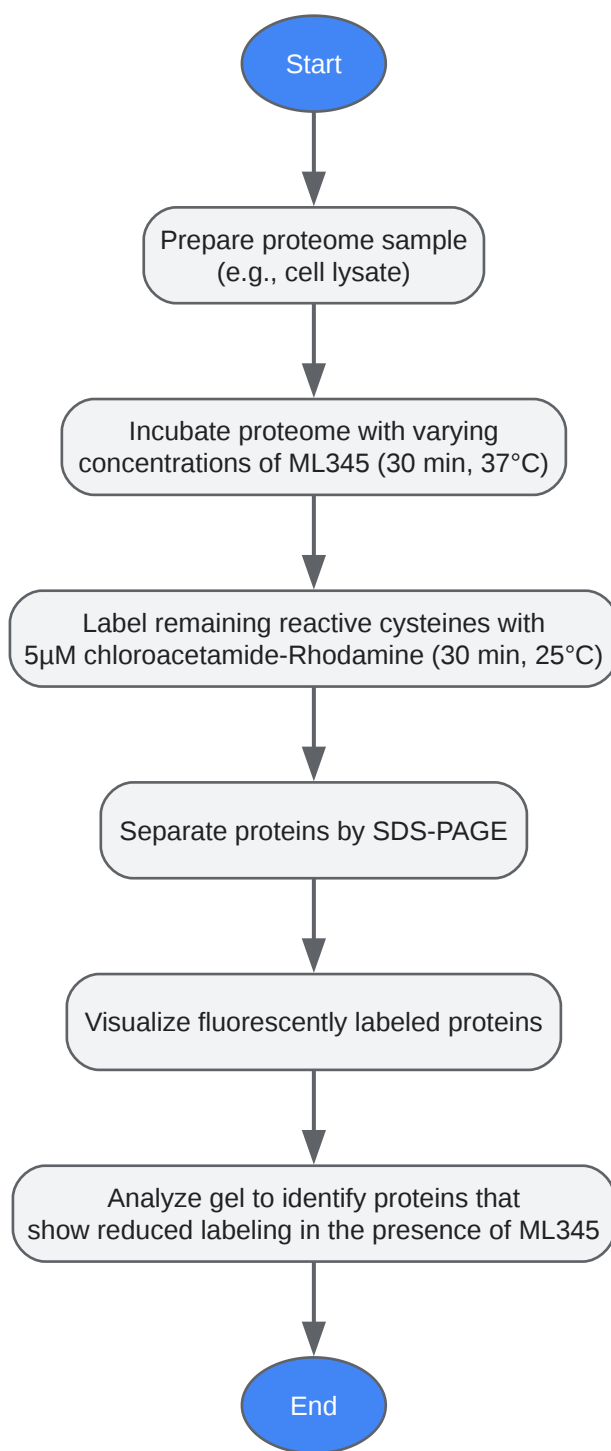 Start
Prepare proteome sample
(e.g., cell lysate)
Incubate proteome with varying
concentrations of ML345 (30 min, 37°C)
Label remaining reactive cysteines with
5µM chloroacetamide-Rhodamine (30 min, 25°C)
Separate proteins by SDS-PAGE
Visualize fluorescently labeled proteins
Analyze gel to identify proteins that
show reduced labeling in the presence of ML345
End